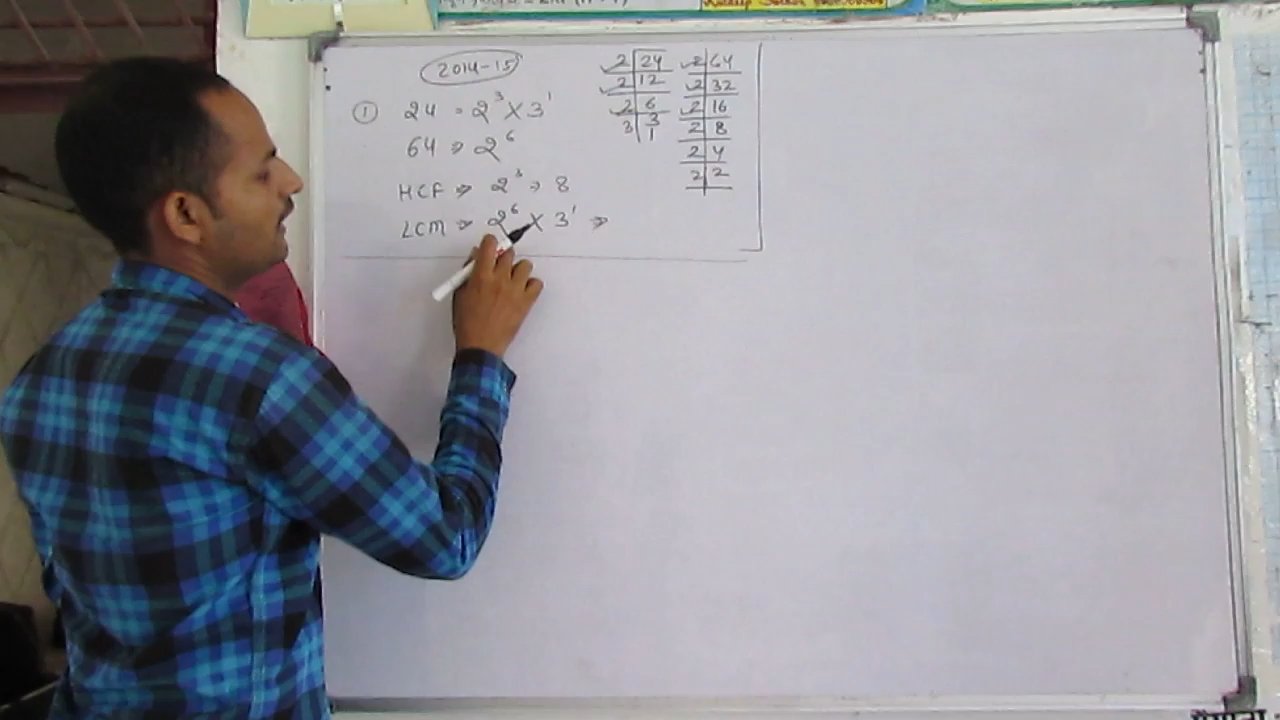 2014-15
① 24 = 2³ X 3¹
64 ⇒ 2⁶
HCF ⇒ 2³ ⇒ 8
LCM ⇒ 2⁶ X 3¹ ⇒
2 | 24
2 | 12
2 | 6
3 | 3
1
2 | 64
2 | 32
2 | 16
2 | 8
2 | 4
2 | 2